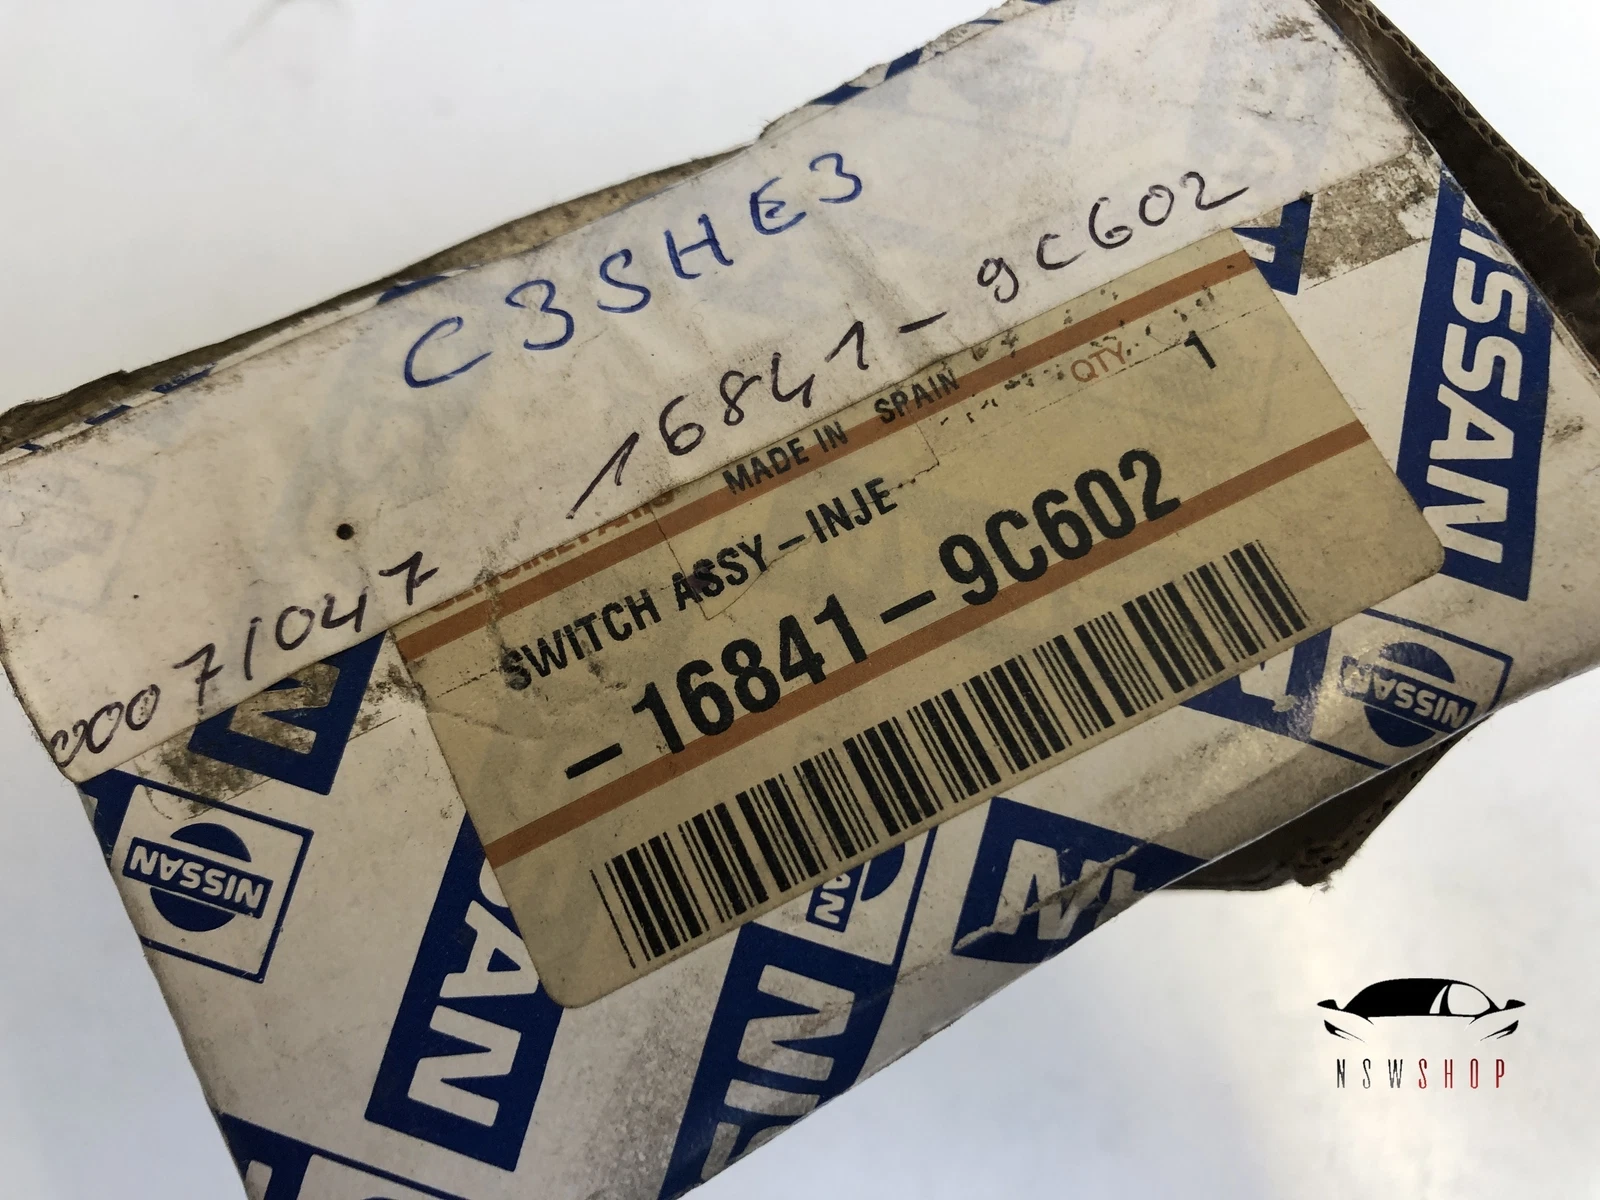 C3SHE3
16841-9C602
00071047
MADE IN SPAIN
QTY. 1
SWITCH ASSY-INJE
-16841-9C602
NISSAN
NISSAN
NISSAN
NSWSHOP